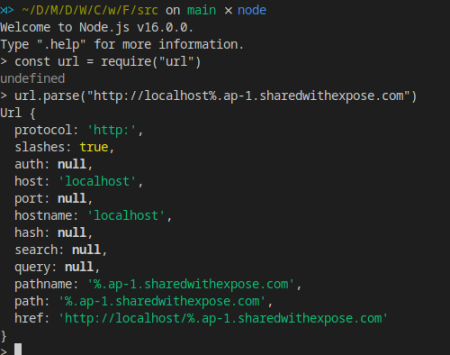 ~/D/M/D/W/C/w/F/src on main × node
Welcome to Node.js v16.0.0.
Type ".help" for more information.
> const url = require("url")
undefined
> url.parse("http://localhost%.ap-1.sharedwithexpose.com")
Url {
  protocol: 'http:',
  slashes: true,
  auth: null,
  host: 'localhost',
  port: null,
  hostname: 'localhost',
  hash: null,
  search: null,
  query: null,
  pathname: '%.ap-1.sharedwithexpose.com',
  path: '%.ap-1.sharedwithexpose.com',
  href: 'http://localhost/%.ap-1.sharedwithexpose.com'
}
>